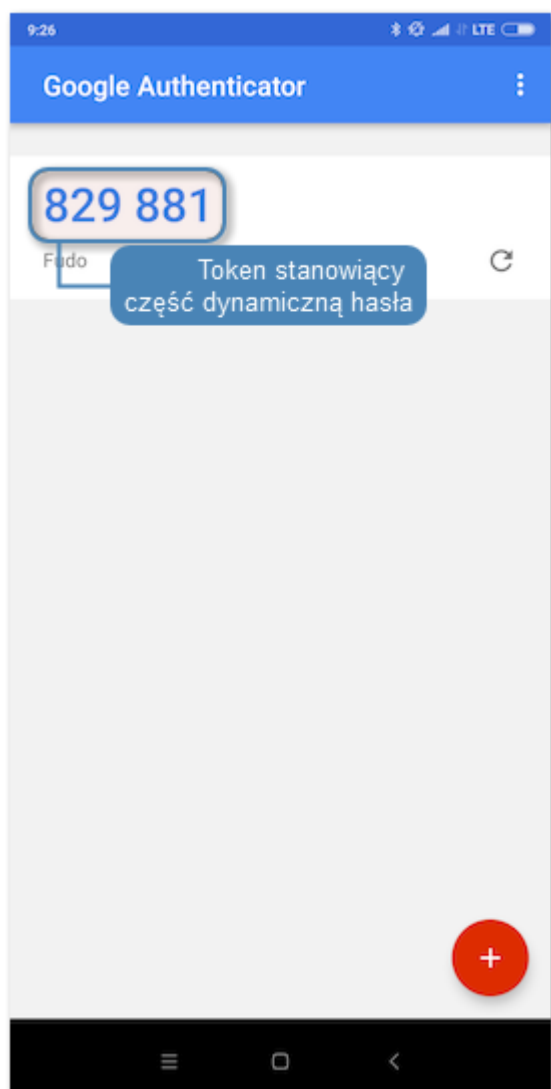 9:26
LTE
Google Authenticator
829 881
Fudo
Token stanowiący
część dynamiczną hasła